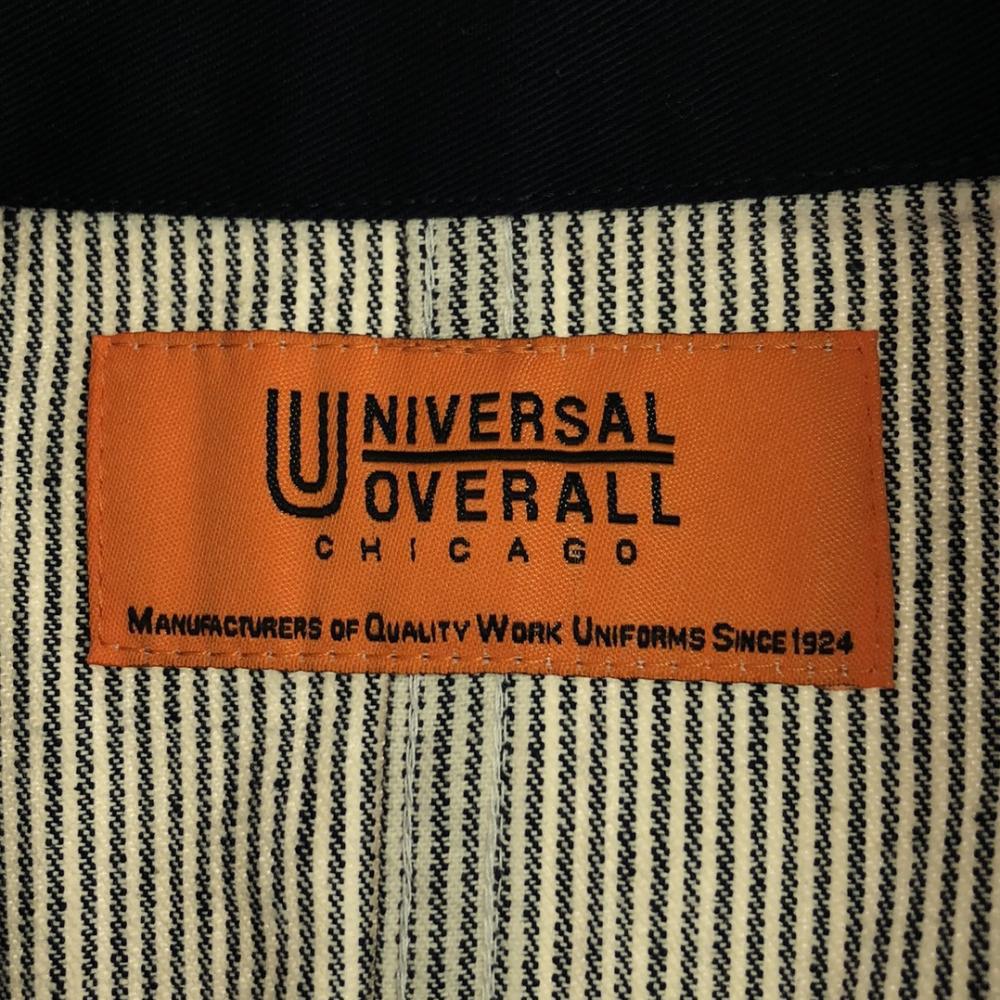 UNIVERSAL
OVERALL
CHICAGO
MANUFACTURERS OF QUALITY WORK UNIFORMS SINCE 1924